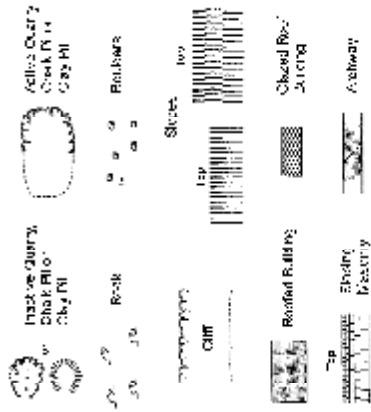 Inactive Quarry,
Chalk Pit or
Clay Pit
Active Quarry,
Chalk Pit or
Clay Pit
Rock
Boulders
Cliff
Slopes
Top
Top
Roofed Building
Glazed Roof
Building
Sloping
Masonry
Top
Archway